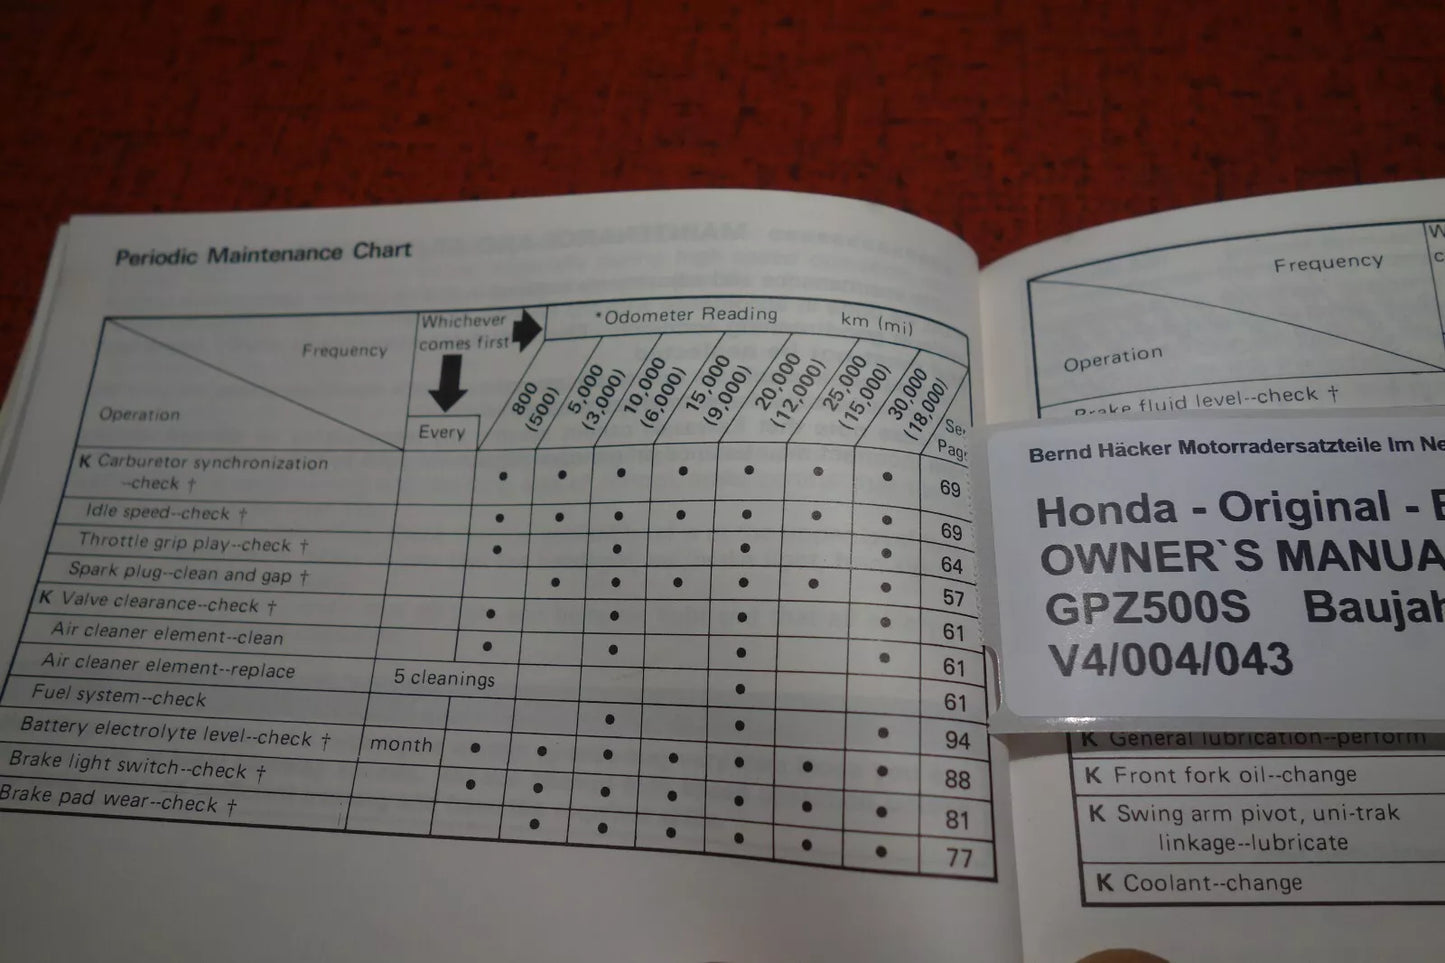 Periodic Maintenance Chart
Frequency
Operation
Whichever
comes first
Every
*Odometer Reading km (mi)
800
(500)
5,000
(3,000)
10,000
(6,000)
15,000
(9,000)
20,000
(12,000)
25,000
(15,000)
30,000
(18,000)
K Carburetor synchronization
--check † • • • • • • • 69
Idle speed--check † • • • • • • • 69
Throttle grip play--check † • • • • 64
Spark plug--clean and gap † • • • • • • 57
K Valve clearance--check † • • • • 61
Air cleaner element--clean • • • • 61
Air cleaner element--replace 5 cleanings • 61
Fuel system--check • • • 94
Battery electrolyte level--check † month • • • • • • • 88
Brake light switch--check † • • • • • • • 81
Brake pad wear--check † • • • • • • 77
Frequency
Operation
Brake fluid level--check †
Bernd Häcker Motorradersatzteile Im
Honda - Original -
OWNER`S
GPZ500S
V4/004/043
K General lubrication--perform
K Front fork oil--change
K Swing arm pivot, uni-trak
linkage--lubricate
K Coolant--change